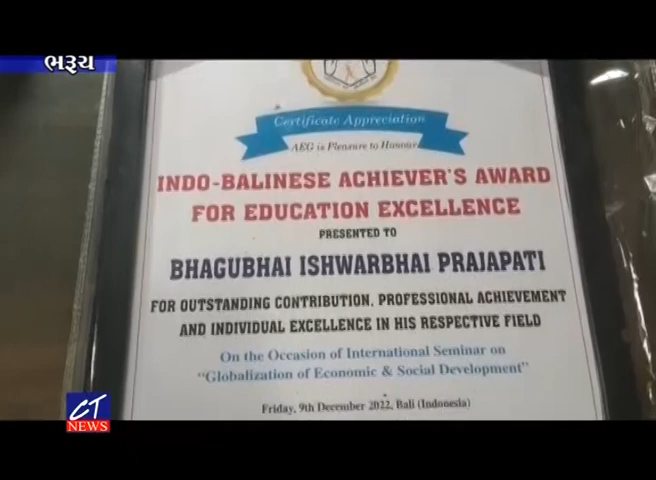 ભરૂચ
Certificate Appreciation
AEG is Pleasure to Honour
INDO-BALINESE ACHIEVER'S AWARD
FOR EDUCATION EXCELLENCE
PRESENTED TO
BHAGUBHAI ISHWARBHAI PRAJAPATI
FOR OUTSTANDING CONTRIBUTION, PROFESSIONAL ACHIEVEMENT
AND INDIVIDUAL EXCELLENCE IN HIS RESPECTIVE FIELD
On the Occasion of International Seminar on
"Globalization of Economic & Social Development"
Friday, 9th December 2022, Bali (Indonesia)
CT
NEWS